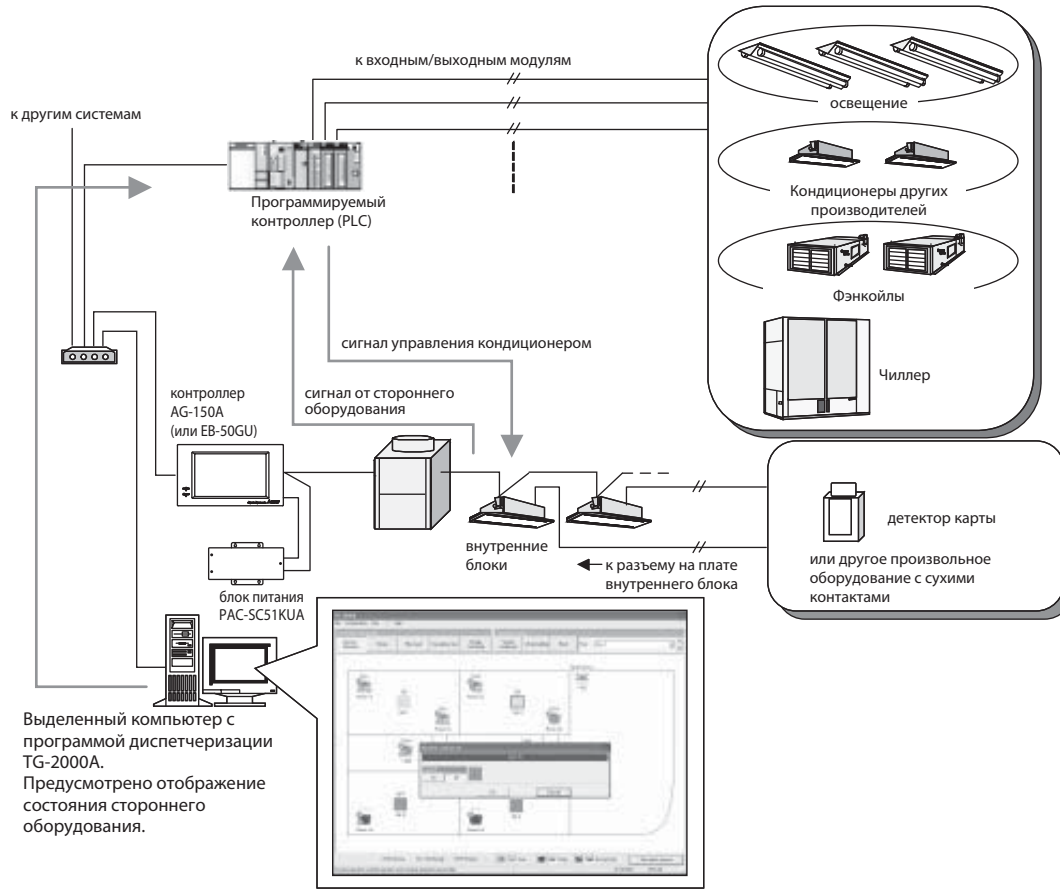 к входным/выходным модулям
к другим системам
освещение
Программируемый
контроллер (PLC)
Кондиционеры других
производителей
Фэнкойлы
сигнал управления кондиционером
Чиллер
контроллер
AG-150A
(или EB-50GU)
сигнал от стороннего
оборудования
детектор карты
внутренние
блоки
к разъему на плате
внутреннего блока
или другое произвольное
оборудование с сухими
контактами
блок питания
PAC-SC51KUA
Выделенный компьютер с
программой диспетчеризации
TG-2000A.
Предусмотрено отображение
состояния стороннего
оборудования.